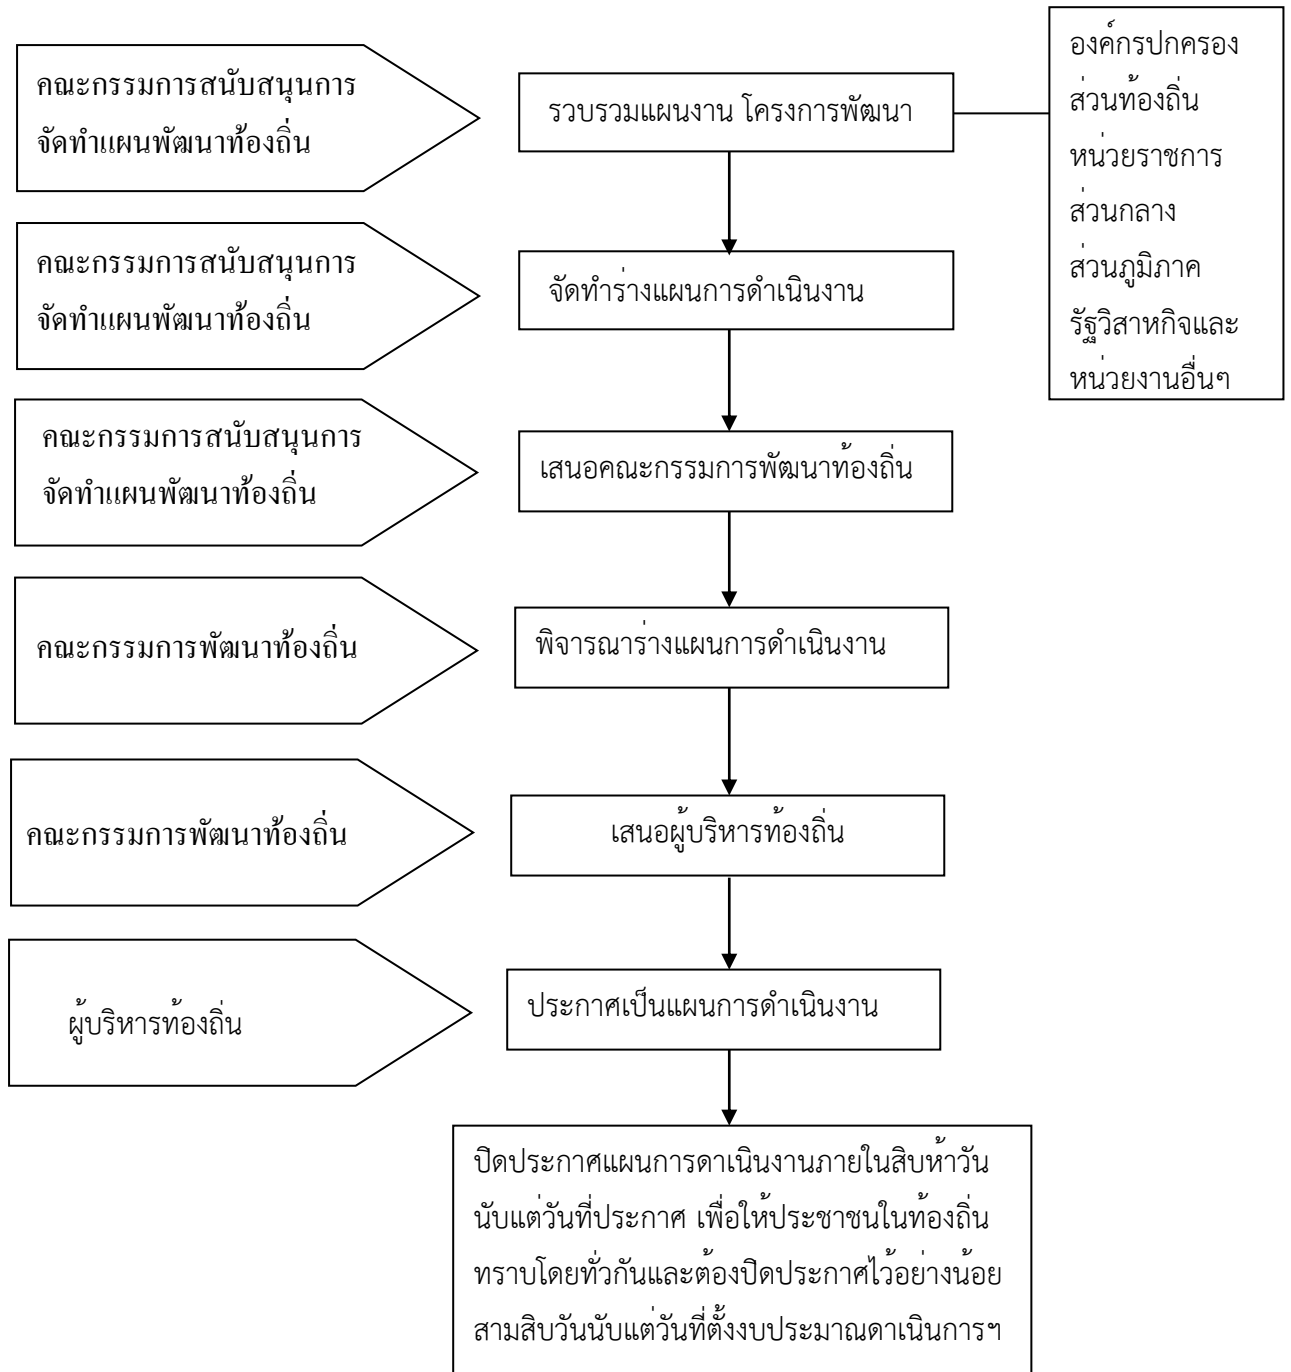 คณะกรรมการสนับสนุนการ
จัดทำแผนพัฒนาท้องถิ่น
รวบรวมแผนงาน โครงการพัฒนา
องค์กรปกครอง
ส่วนท้องถิ่น
หน่วยราชการ
ส่วนกลาง
ส่วนภูมิภาค
รัฐวิสาหกิจและ
หน่วยงานอื่นๆ
คณะกรรมการสนับสนุนการ
จัดทำแผนพัฒนาท้องถิ่น
จัดทำร่างแผนการดำเนินงาน
คณะกรรมการสนับสนุนการ
จัดทำแผนพัฒนาท้องถิ่น
เสนอคณะกรรมการพัฒนาท้องถิ่น
คณะกรรมการพัฒนาท้องถิ่น
พิจารณาร่างแผนการดำเนินงาน
คณะกรรมการพัฒนาท้องถิ่น
เสนอผู้บริหารท้องถิ่น
ผู้บริหารท้องถิ่น
ประกาศเป็นแผนการดำเนินงาน
ปิดประกาศแผนการดาเนินงานภายในสิบห้าวัน
นับแต่วันที่ประกาศ เพื่อให้ประชาชนในท้องถิ่น
ทราบโดยทั่วกันและต้องปิดประกาศไว้อย่างน้อย
สามสิบวันนับแต่วันที่ตั้งงบประมาณดาเนินการฯ